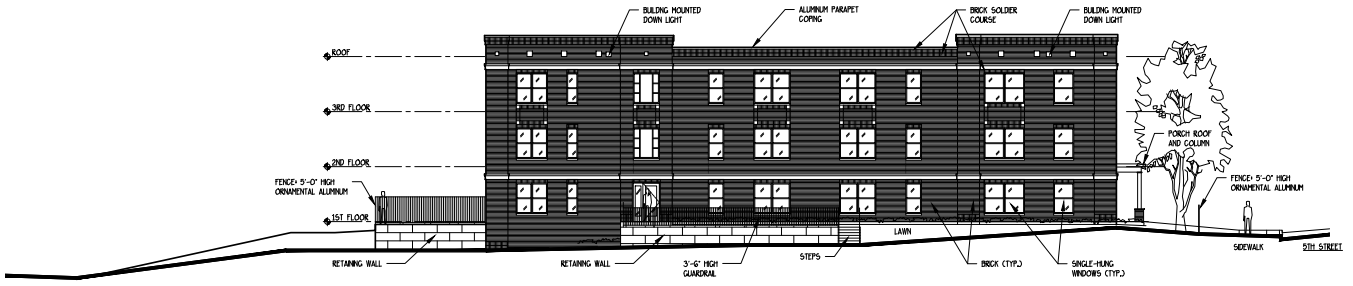 BUILDNG MOUNTED
DOWN LIGHT
ALUMINUM PARAPET
COPING
BRICK SOLDIER
COURSE
BUILDNG MOUNTED
DOWN LIGHT
ROOF
3RD FLOOR
2ND FLOOR
1ST FLOOR
FENCE: 5'-0" HIGH
ORNAMENTAL ALUMINUM
PORCH ROOF
AND COLUMN
FENCE: 5'-0" HIGH
ORNAMENTAL ALUMINUM
LAWN
RETAINING WALL
RETAINING WALL
3'-6" HIGH
GUARDRAIL
STEPS
BRICK (TYP.)
SINGLE-HUNG
WINDOWS (TYP.)
SIDEWALK
5TH STREET